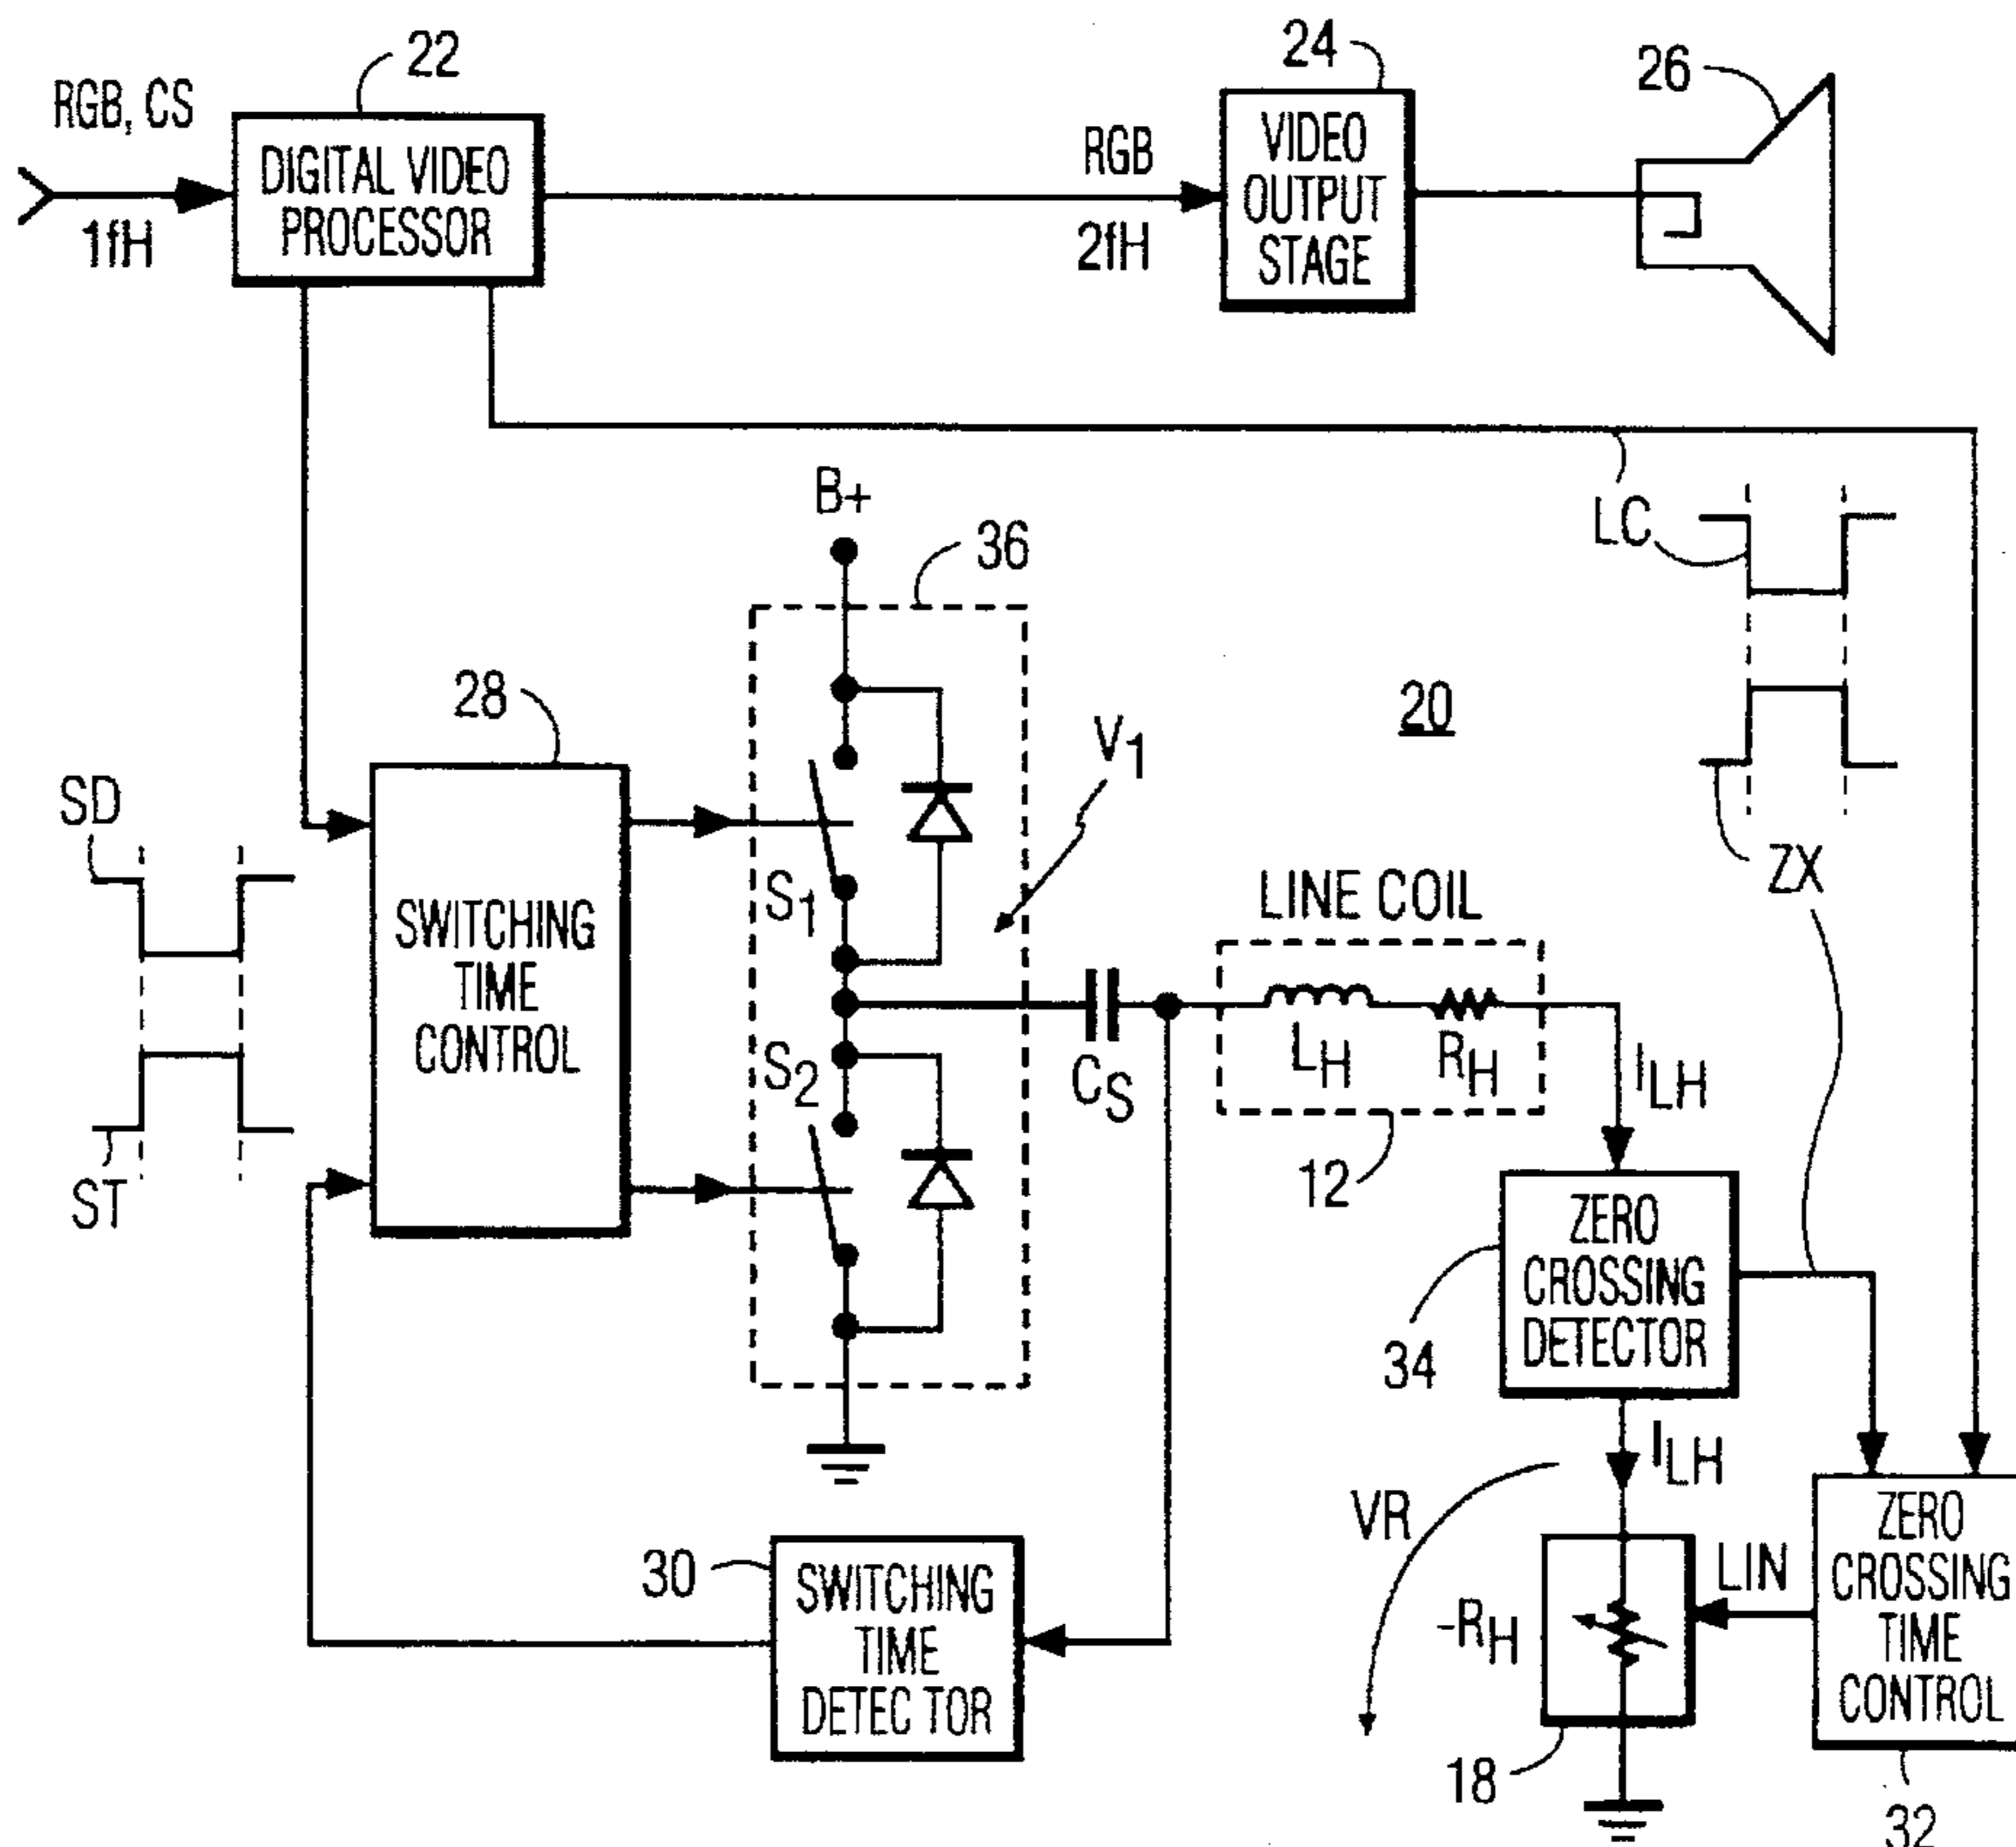 22
24
26
RGB, CS
1fH
DIGITAL VIDEO
PROCESSOR
RGB
2fH
VIDEO
OUTPUT
STAGE
B+
36
LC
28
20
V1
SD
ST
SWITCHING
TIME
CONTROL
S1
S2
ZX
LINE COIL
CS
LH
RH
ILH
12
ZERO
CROSSING
DETECTOR
34
ILH
VR
30
SWITCHING
TIME
DETECTOR
-RH
LIN
18
ZERO
CROSSING
TIME
CONTROL
32